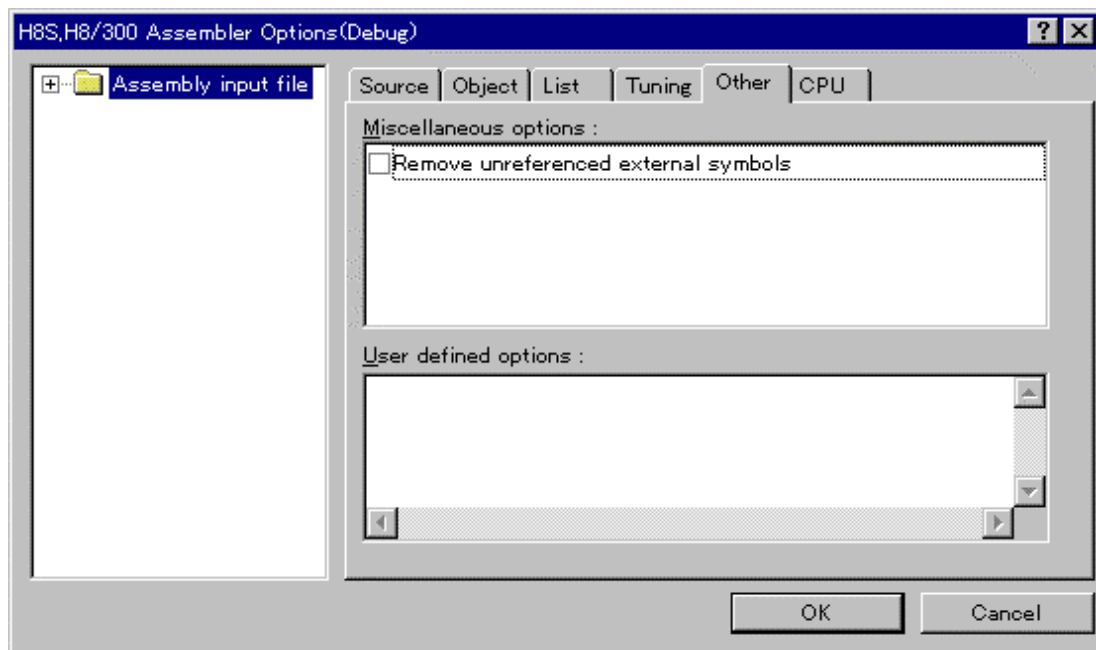 H8S,H8/300 Assembler Options(Debug)
Assembly input file
Source Object List Tuning Other CPU
Miscellaneous options :
Remove unreferenced external symbols
User defined options :
OK Cancel